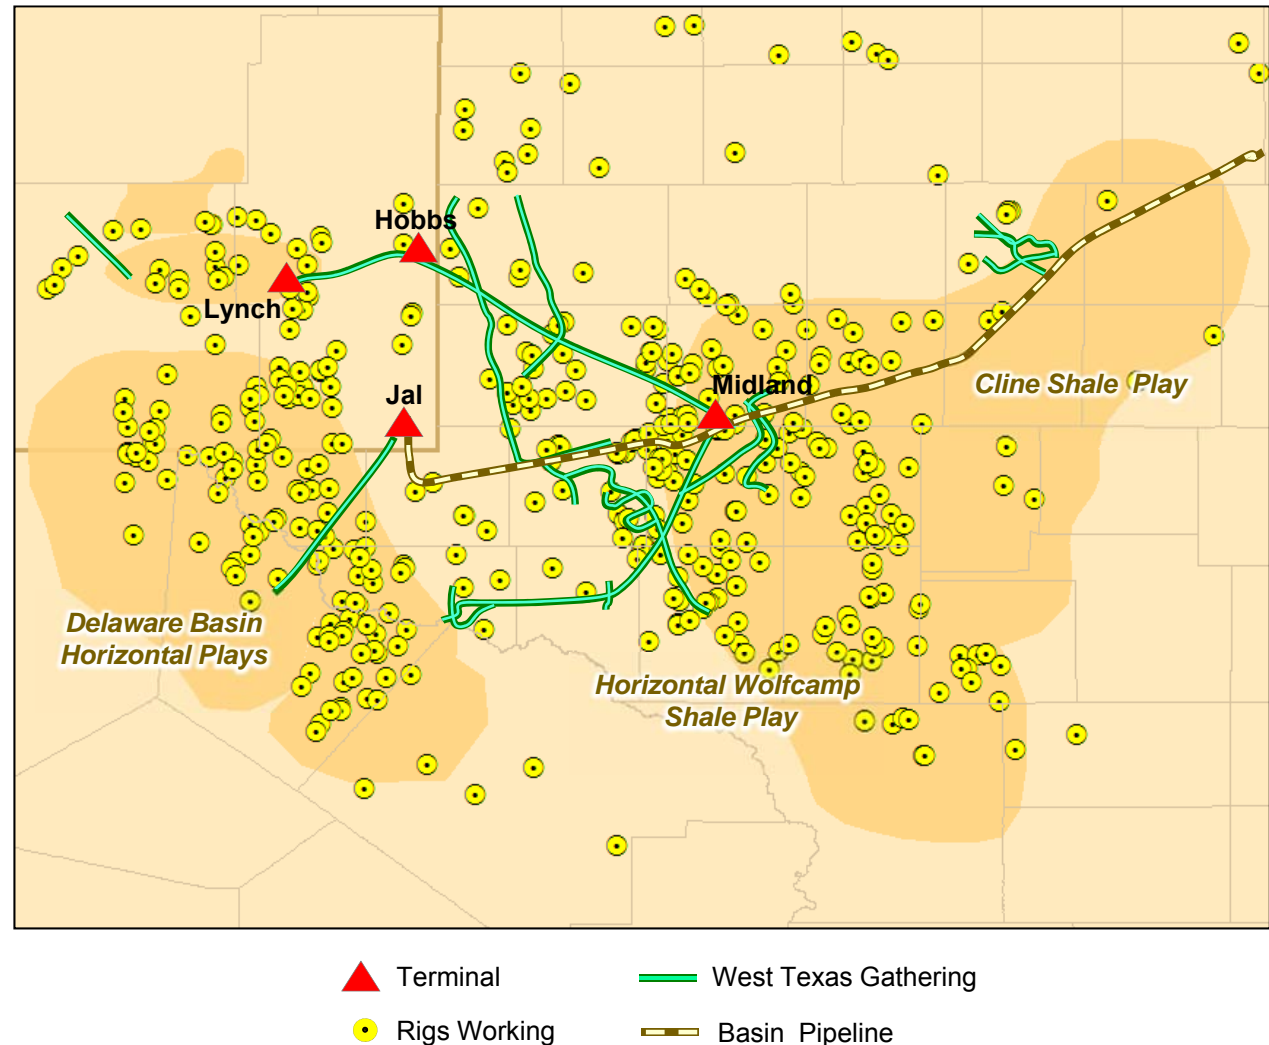 Hobbs
Lynch
Jal
Midland
Cline Shale Play
Delaware Basin
Horizontal Plays
Horizontal Wolfcamp
Shale Play
Terminal
West Texas Gathering
Rigs Working
Basin Pipeline